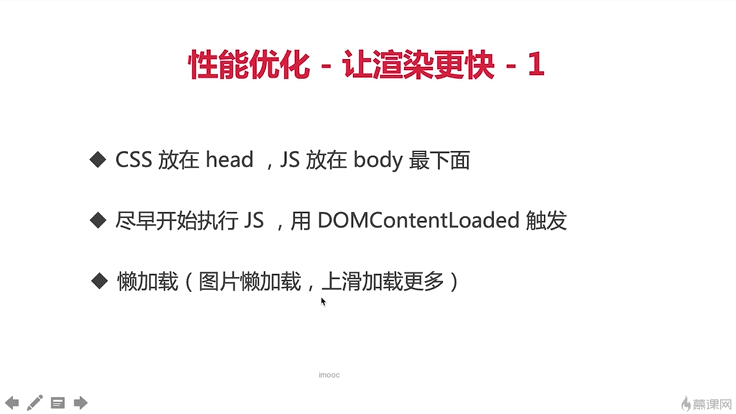 性能优化 - 让渲染更快 - 1
◆ CSS 放在 head ，JS 放在 body 最下面
◆ 尽早开始执行 JS ，用 DOMContentLoaded 触发
◆ 懒加载（图片懒加载，上滑加载更多）
imooc
慕课网